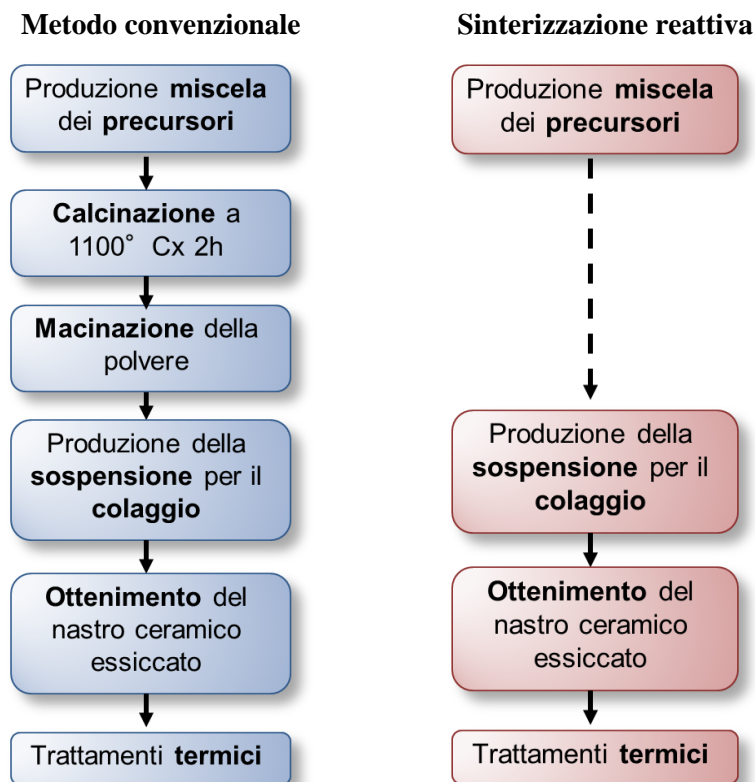 Metodo convenzionale
Produzione miscela
dei precursori
Calcinazione a
1100° Cx 2h
Macinazione della
polvere
Produzione della
sospensione per il
colaggio
Ottenimento del
nastro ceramico
essiccato
Trattamenti termici
Sinterizzazione reattiva
Produzione miscela
dei precursori
Produzione della
sospensione per il
colaggio
Ottenimento del
nastro ceramico
essiccato
Trattamenti termici